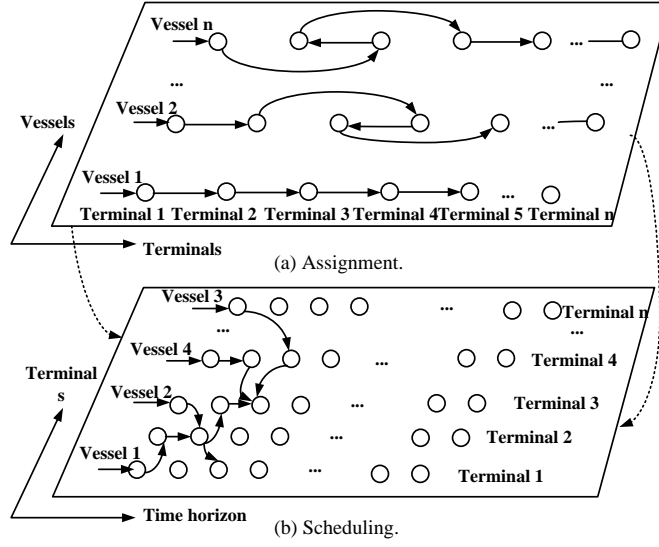 Vessel n
...
...
...
Vessel 2
...
Vessels
Vessel 1
...
Terminal 1 Terminal 2 Terminal 3 Terminal 4 Terminal 5 Terminal n
Terminals
(a) Assignment.
Vessel 3
...
Terminal n
...
...
Vessel 4
...
Terminal 4
Terminal
s
Vessel 2
...
Terminal 3
...
Terminal 2
Vessel 1
...
Terminal 1
Time horizon
(b) Scheduling.